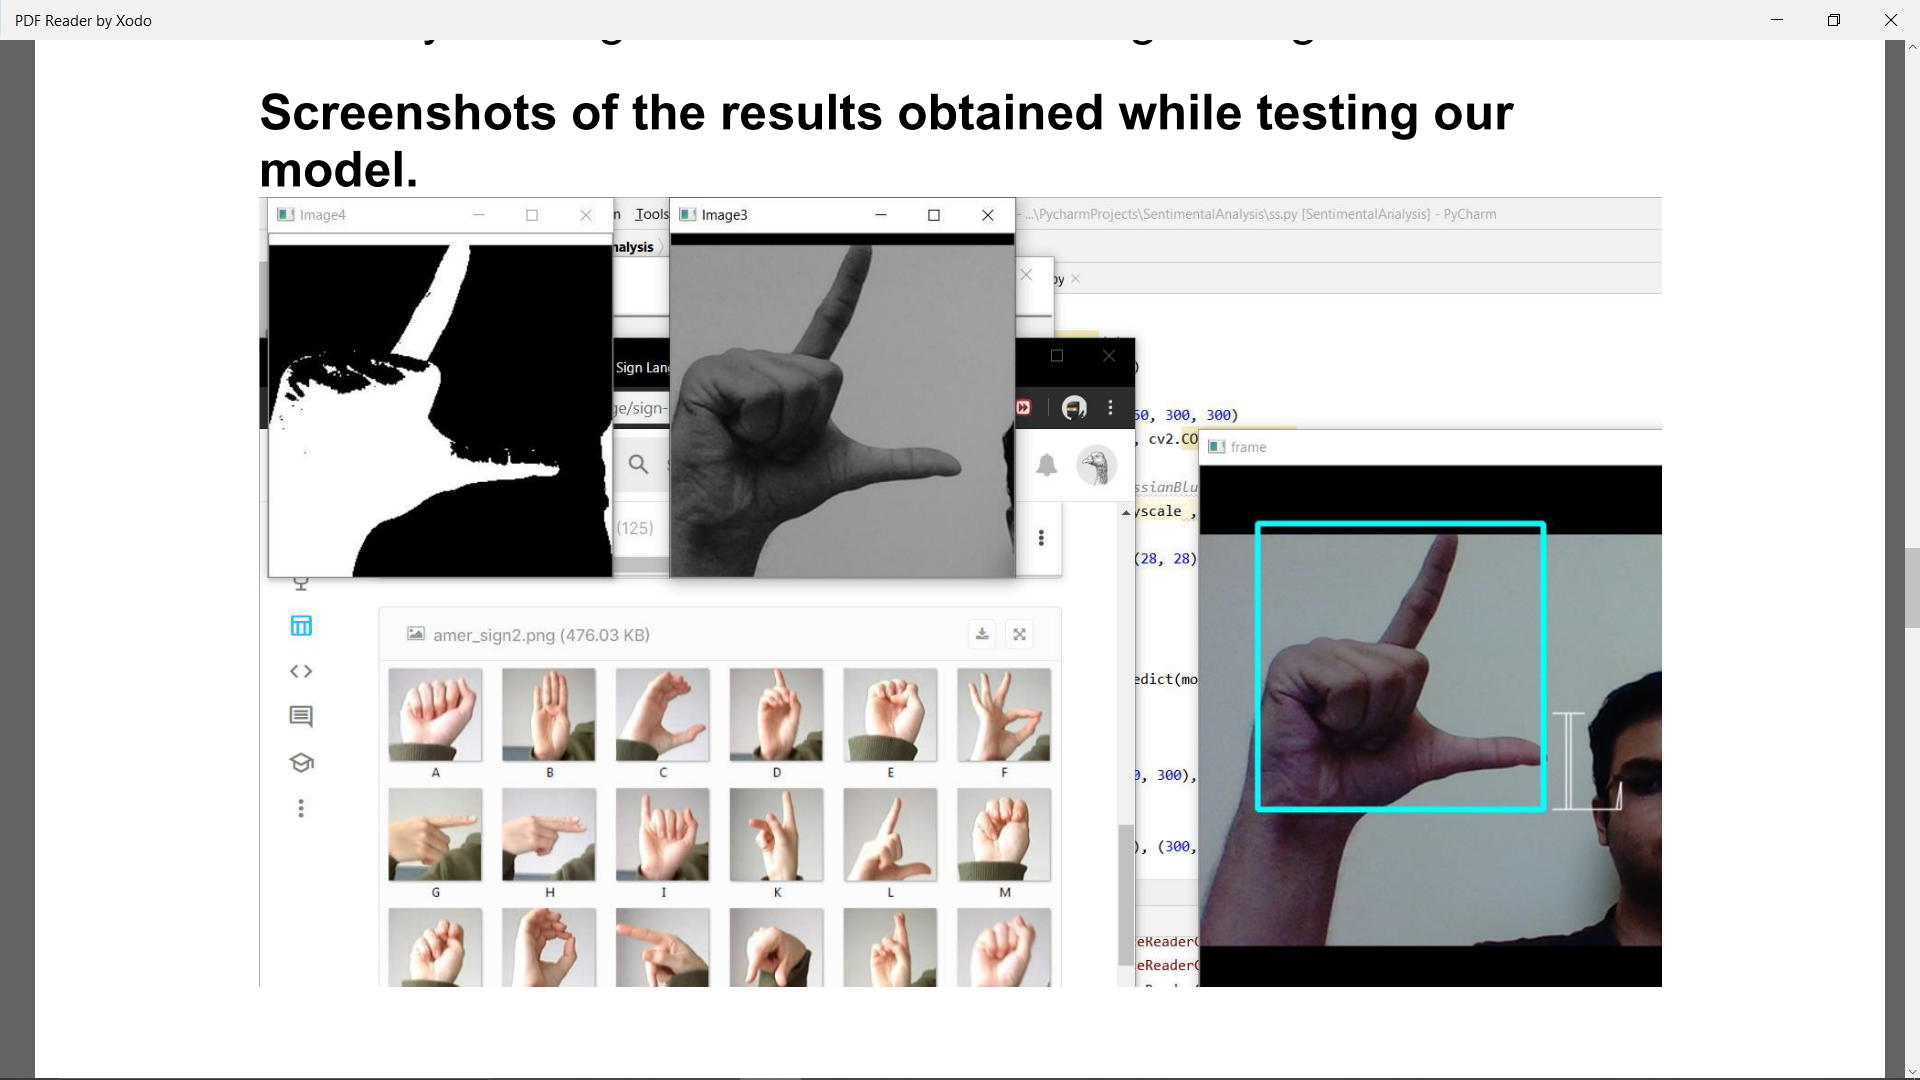 PDF Reader by Xodo
Screenshots of the results obtained while testing our
model.
Image4
Tools
Image3
...\PycharmProjects\SentimentalAnalysis\ss.py [SentimentalAnalysis] - PyCharm
nalysis
py
Sign Lan
ge/sign-
50, 300, 300)
, cv2.CO
frame
ssianBlu
yscale ,
(125)
(28, 28)
amer_sign2.png (476.03 KB)
edict(mo
L
A B C D E F
0, 300),
), (300,
G H I K L M
eReader
eReader